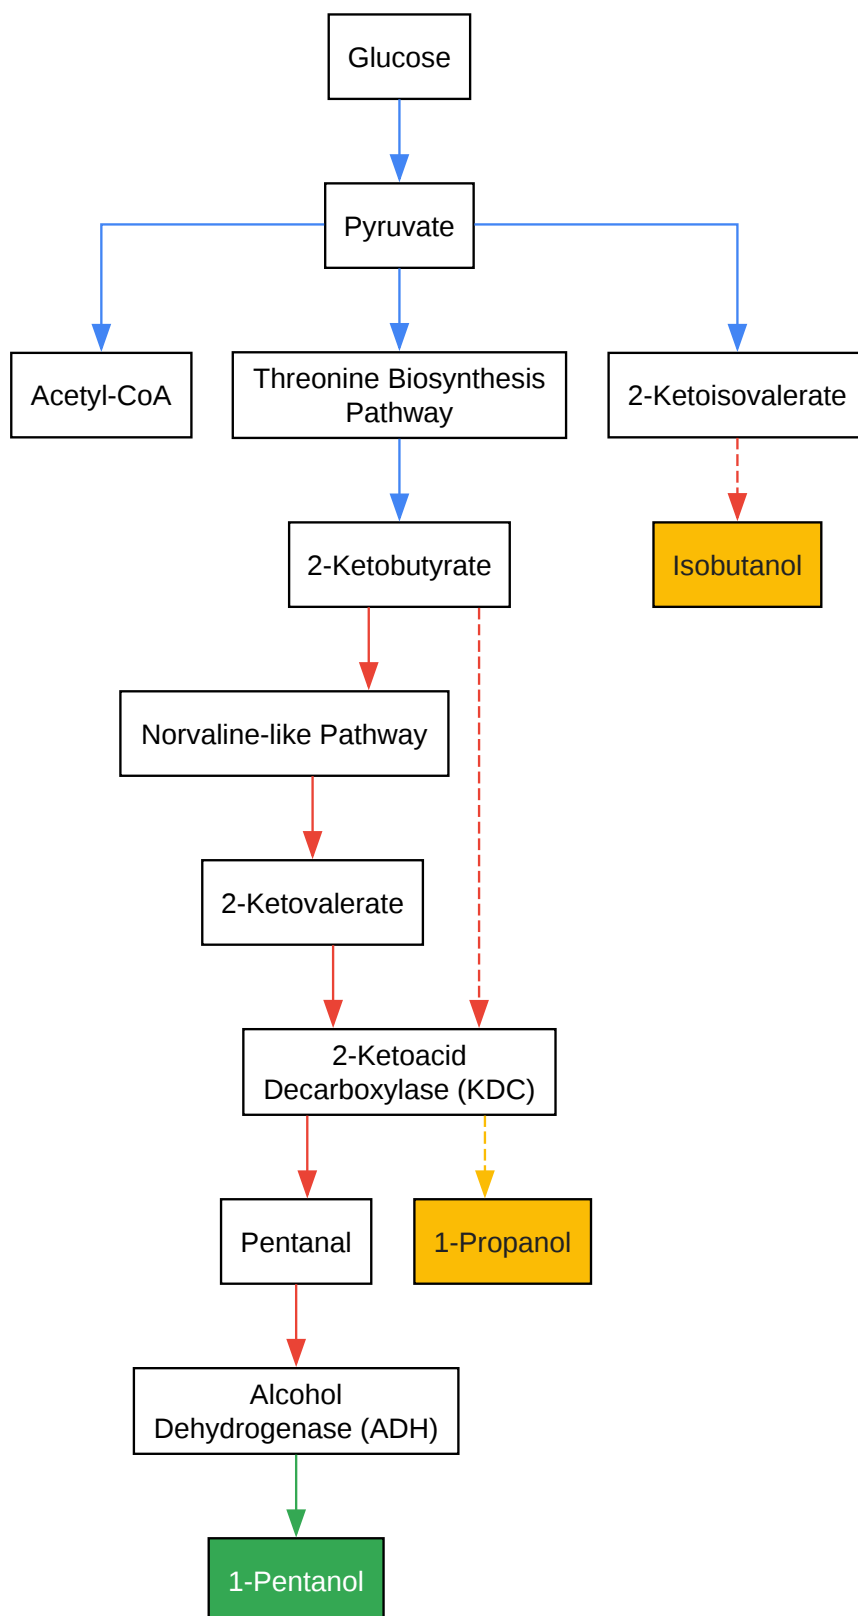 Glucose
Pyruvate
Acetyl-CoA
Threonine Biosynthesis
Pathway
2-Ketoisovalerate
2-Ketobutyrate
Isobutanol
Norvaline-like Pathway
2-Ketovalerate
2-Ketoacid
Decarboxylase (KDC)
Pentanal
1-Propanol
Alcohol
Dehydrogenase (ADH)
1-Pentanol